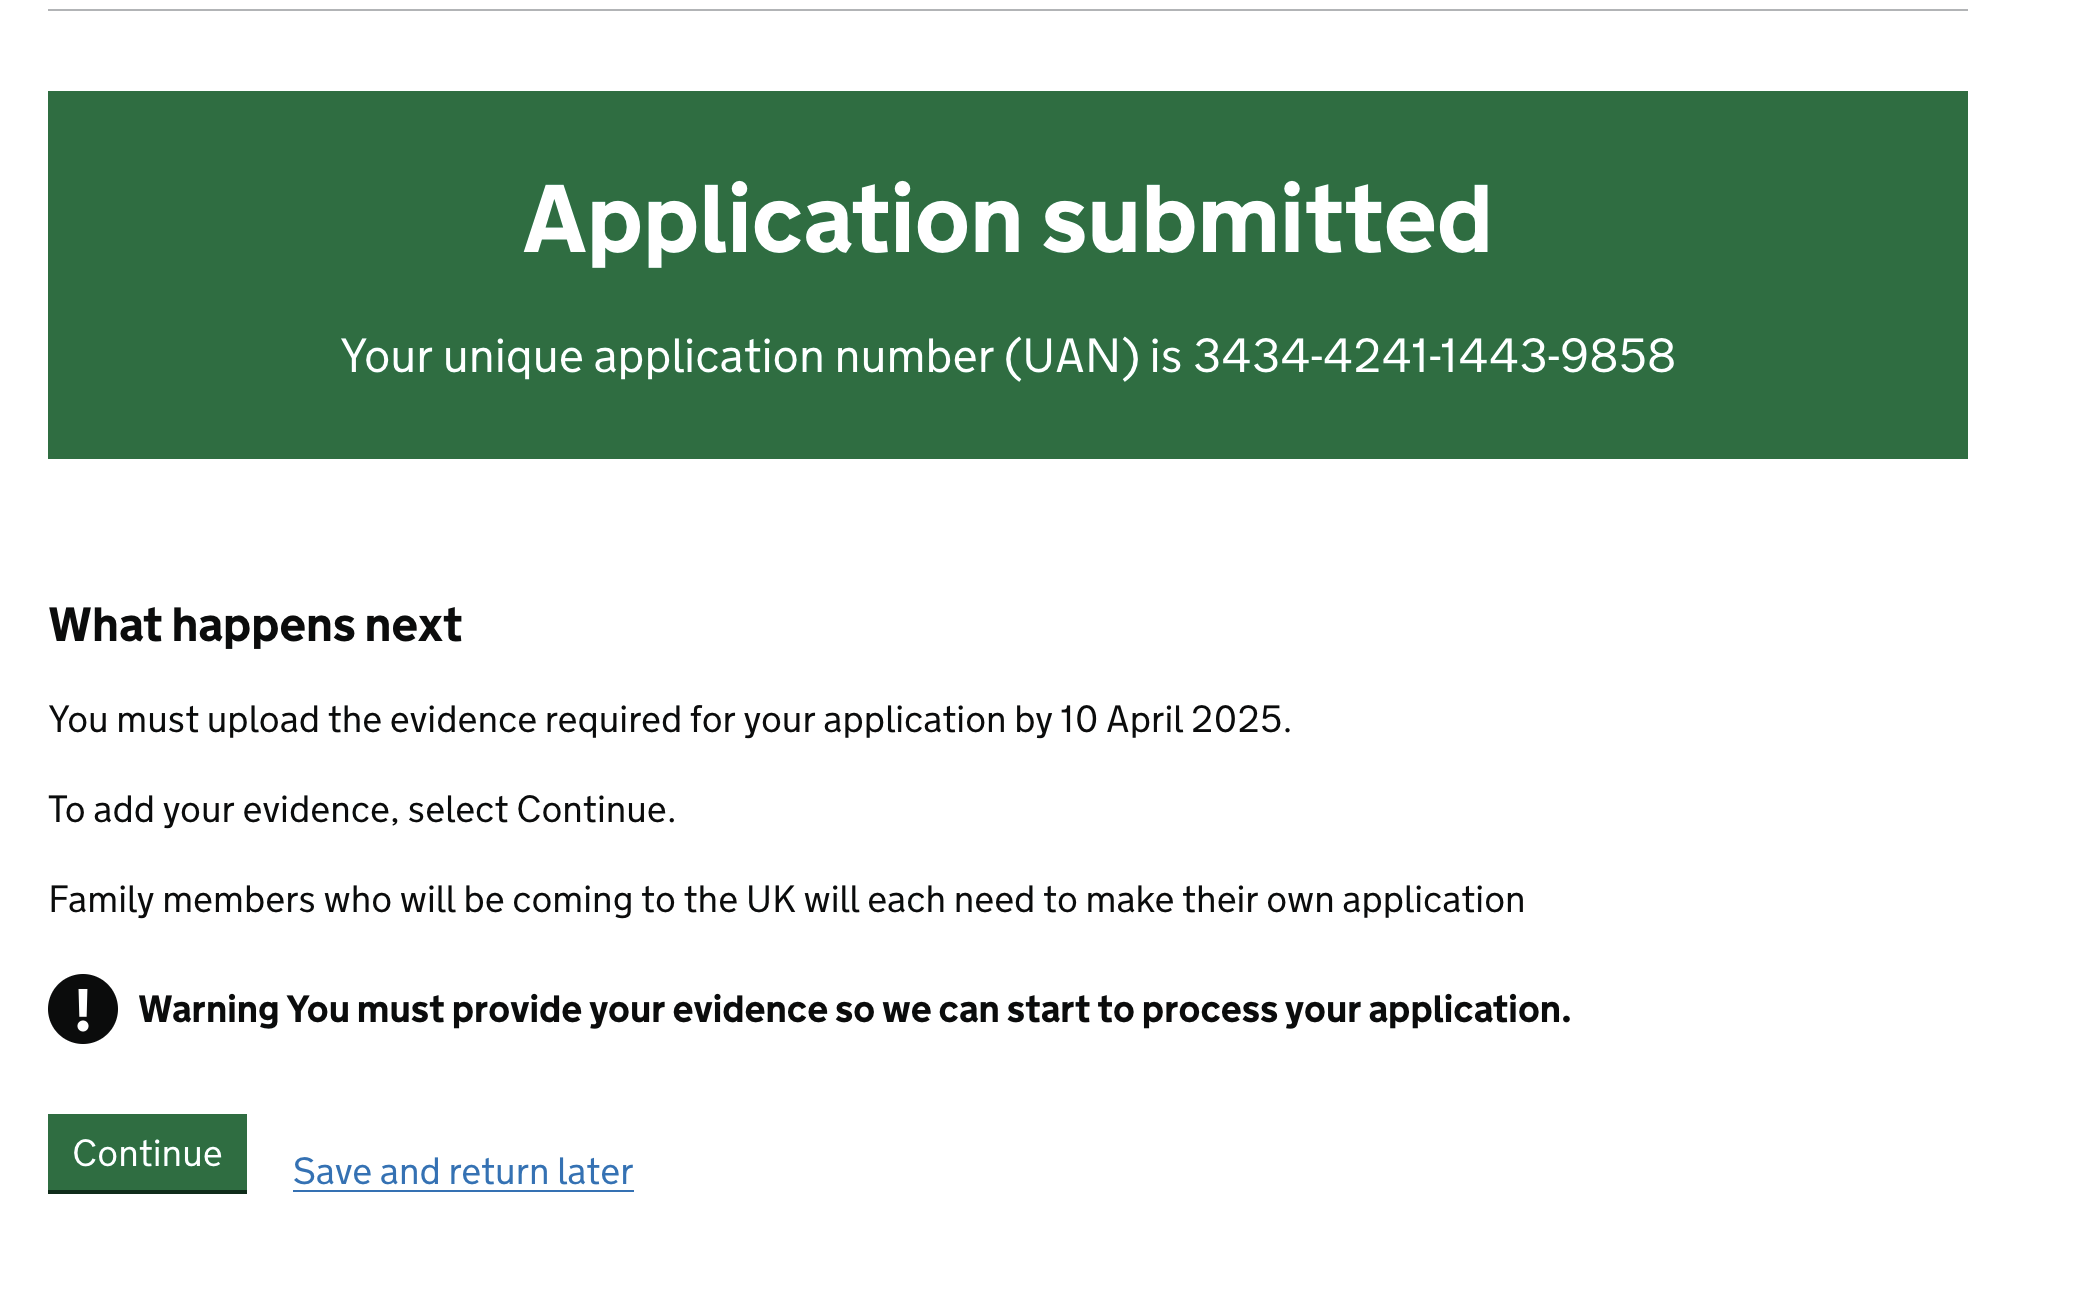 Application submitted
Your unique application number (UAN) is 3434-4241-1443-9858
What happens next
You must upload the evidence required for your application by 10 April 2025.
To add your evidence, select Continue.
Family members who will be coming to the UK will each need to make their own application
! Warning You must provide your evidence so we can start to process your application.
Continue
Save and return later